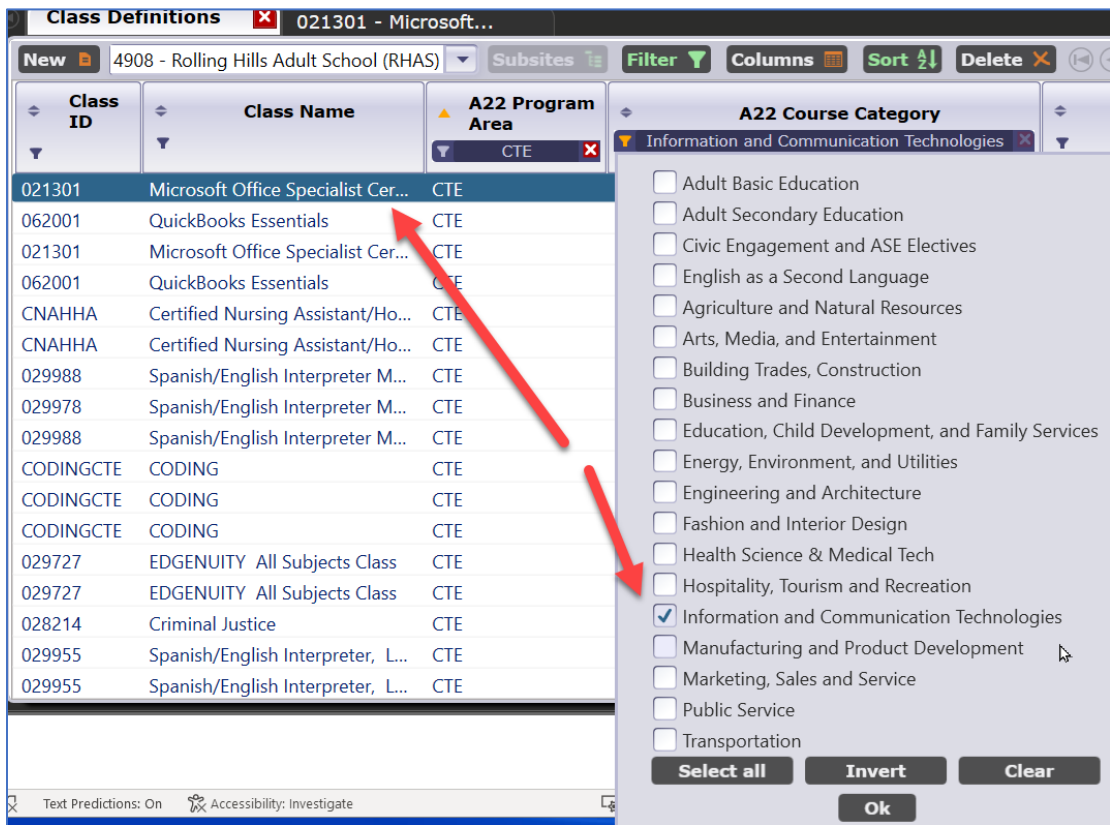 Class Definitions
021301 - Microsoft...
New 4908 - Rolling Hills Adult School (RHAS) Subsites Filter Columns Sort Delete
Class ID
Class Name
A22 Program Area
A22 Course Category
CTE
Information and Communication Technologies
021301 Microsoft Office Specialist Cer... CTE
062001 QuickBooks Essentials CTE
021301 Microsoft Office Specialist Cer... CTE
062001 QuickBooks Essentials CTE
CNAHHA Certified Nursing Assistant/Ho... CTE
CNAHHA Certified Nursing Assistant/Ho... CTE
029988 Spanish/English Interpreter M... CTE
029978 Spanish/English Interpreter M... CTE
029988 Spanish/English Interpreter M... CTE
CODINGCTE CODING CTE
CODINGCTE CODING CTE
CODINGCTE CODING CTE
029727 EDGENUITY All Subjects Class CTE
029727 EDGENUITY All Subjects Class CTE
028214 Criminal Justice CTE
029955 Spanish/English Interpreter, L... CTE
029955 Spanish/English Interpreter, L... CTE
Adult Basic Education
Adult Secondary Education
Civic Engagement and ASE Electives
English as a Second Language
Agriculture and Natural Resources
Arts, Media, and Entertainment
Building Trades, Construction
Business and Finance
Education, Child Development, and Family Services
Energy, Environment, and Utilities
Engineering and Architecture
Fashion and Interior Design
Health Science & Medical Tech
Hospitality, Tourism and Recreation
Information and Communication Technologies
Manufacturing and Product Development
Marketing, Sales and Service
Public Service
Transportation
Select all Invert Clear
Ok
Text Predictions: On Accessibility: Investigate